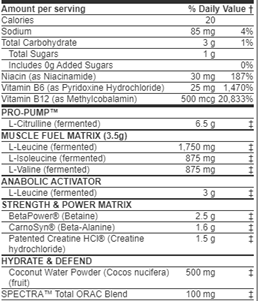 Amount per serving % Daily Value †
Calories 20
Sodium 85 mg 4%
Total Carbohydrate 3 g 1%
Total Sugars 1 g
Includes 0g Added Sugars 0%
Niacin (as Niacinamide) 30 mg 187%
Vitamin B6 (as Pyridoxine Hydrochloride) 25 mg 1,470%
Vitamin B12 (as Methylcobalamin) 500 mcg 20,833%
PRO-PUMP™
L-Citrulline (fermented) 6.5 g ‡
MUSCLE FUEL MATRIX (3.5g)
L-Leucine (fermented) 1,750 mg ‡
L-Isoleucine (fermented) 875 mg ‡
L-Valine (fermented) 875 mg ‡
ANABOLIC ACTIVATOR
L-Leucine (fermented) 3 g ‡
STRENGTH & POWER MATRIX
BetaPower® (Betaine) 2.5 g ‡
CarnoSyn® (Beta-Alanine) 1.6 g ‡
Patented Creatine HCl® (Creatine 1.5 g ‡
hydrochloride)
HYDRATE & DEFEND
Coconut Water Powder (Cocos nucifera) 500 mg ‡
(fruit)
SPECTRA™ Total ORAC Blend 100 mg ‡